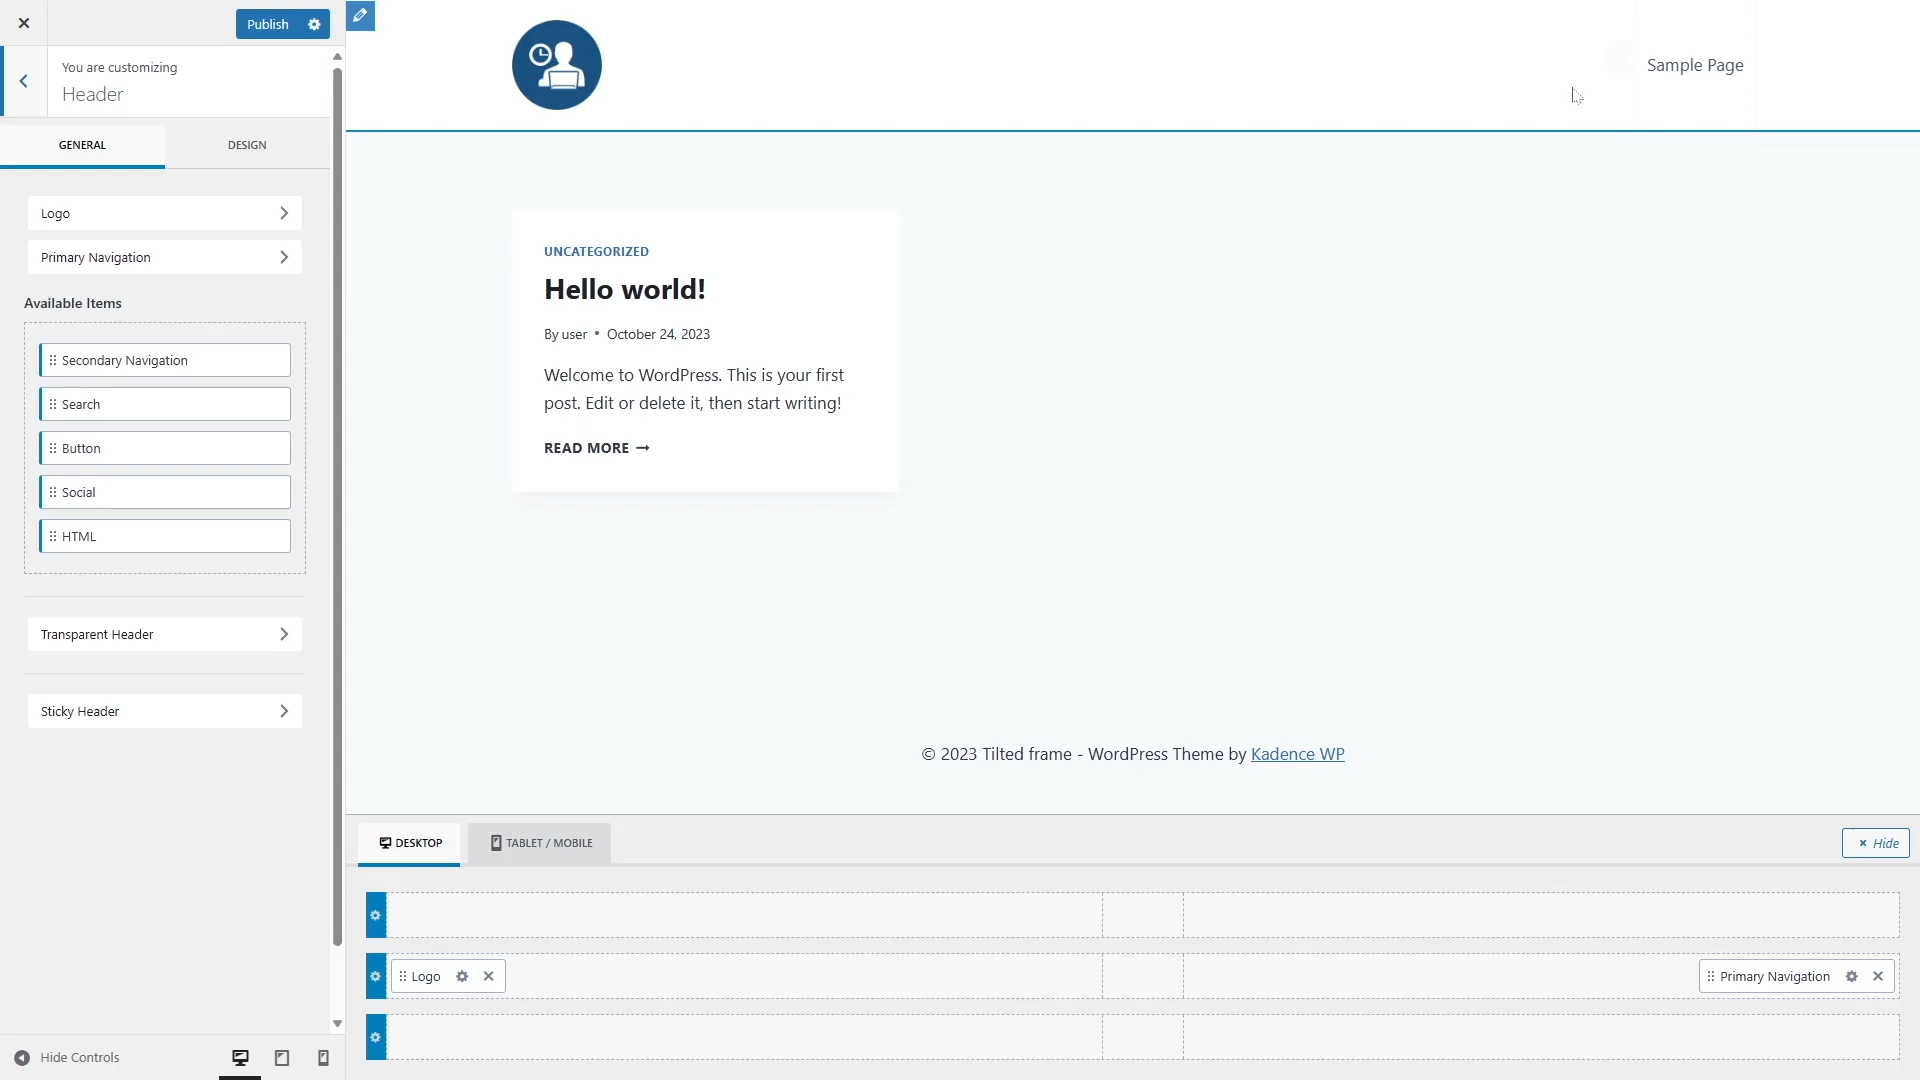 Publish
You are customizing
Header
GENERAL
DESIGN
Logo
Primary Navigation
Available Items
Secondary Navigation
Search
Button
Social
HTML
Transparent Header
Sticky Header
Hide Controls
Sample Page
UNCATEGORIZED
Hello world!
By user • October 24, 2023
Welcome to WordPress. This is your first
post. Edit or delete it, then start writing!
READ MORE →
© 2023 Tilted frame - WordPress Theme by Kadence WP
DESKTOP
TABLET / MOBILE
× Hide
Logo
Primary Navigation